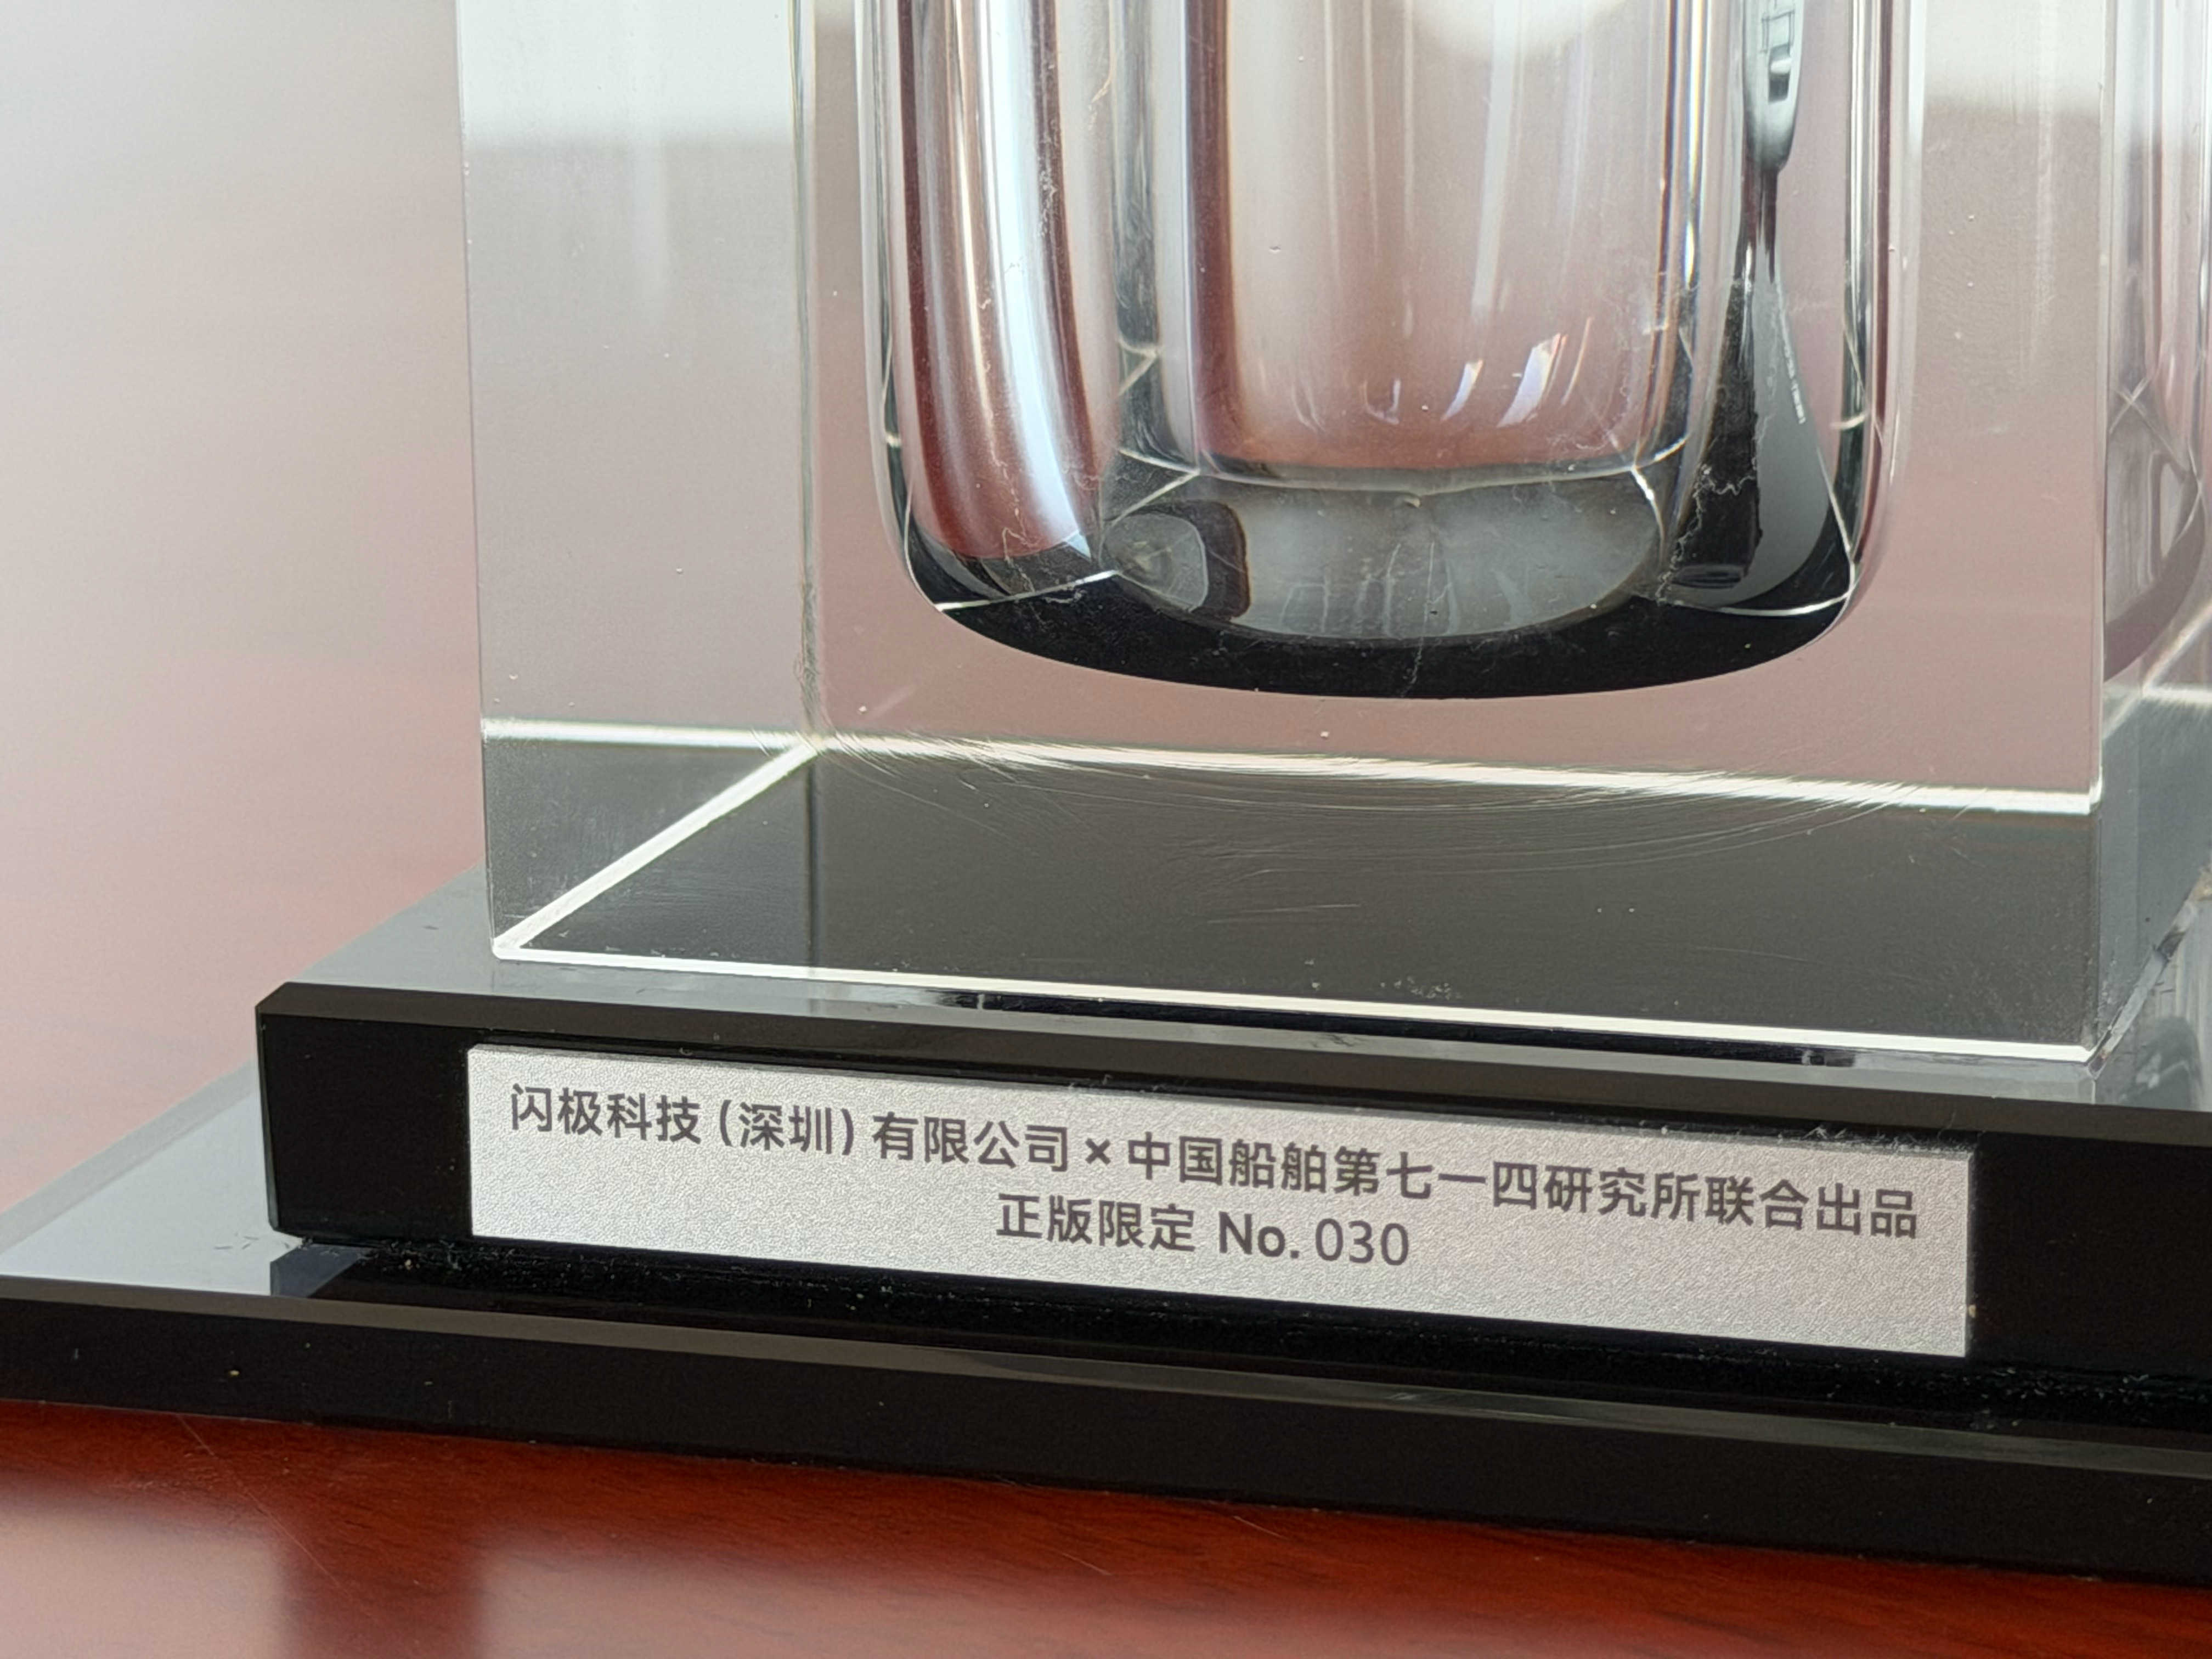 闪极科技（深圳）有限公司×中国船舶第七一四研究所联合出品
正版限定 No. 030